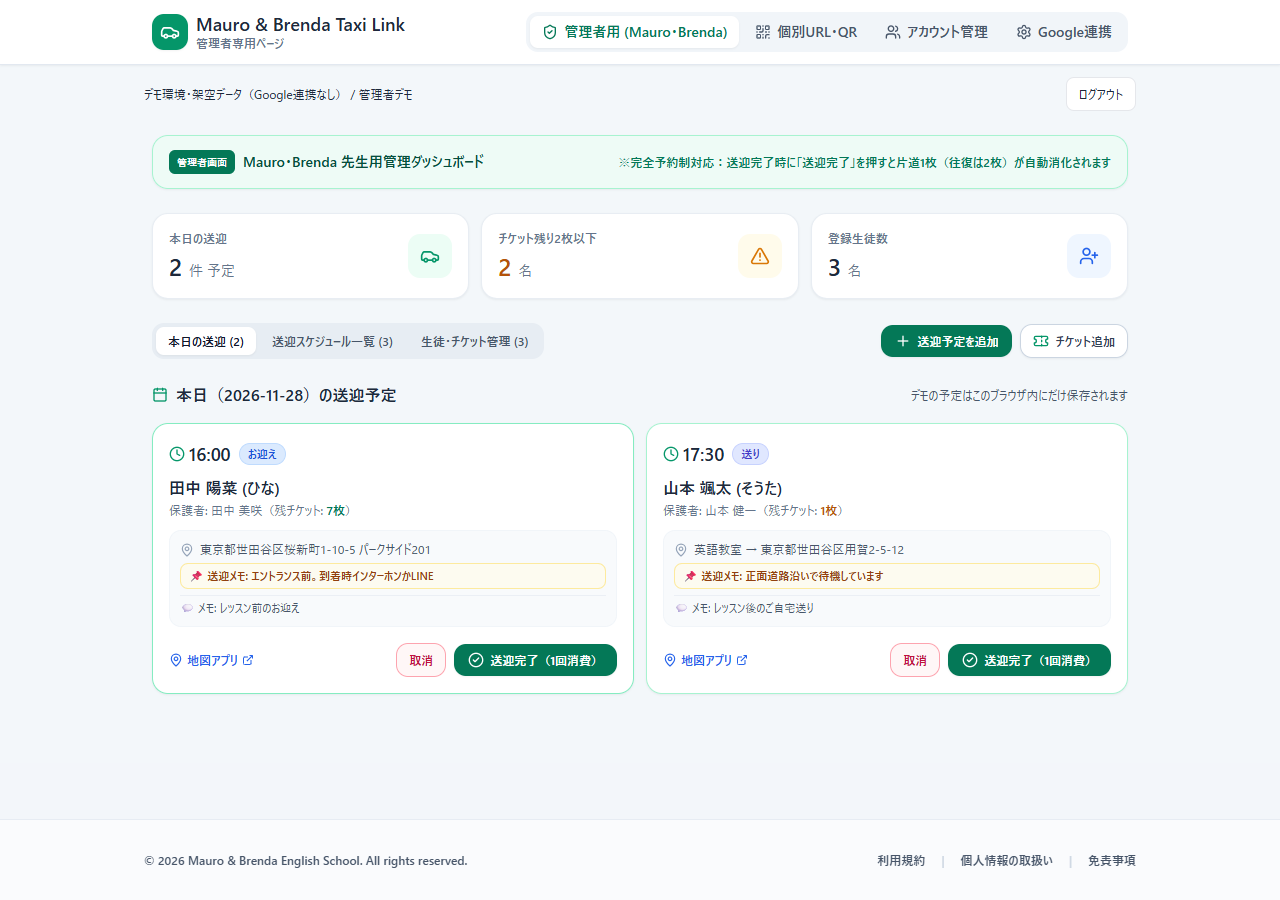 Mauro & Brenda Taxi Link
管理者専用ページ
管理者用 (Mauro・Brenda)
個別URL・QR
アカウント管理
Google連携
デモ環境・架空データ（Google連携なし） / 管理者デモ
ログアウト
管理者画面
Mauro・Brenda 先生用管理ダッシュボード
※完全予約制対応：送迎完了時に「送迎完了」を押すと片道1枚（往復は2枚）が自動消化されます
本日の送迎
2 件 予定
チケット残り2枚以下
2 名
登録生徒数
3 名
本日の送迎 (2)
送迎スケジュール一覧 (3)
生徒・チケット管理 (3)
送迎予定を追加
チケット追加
本日（2026-11-28）の送迎予定
デモの予定はこのブラウザ内にだけ保存されます
16:00 お迎え
田中 陽菜 (ひな)
保護者: 田中 美咲（残チケット: 7枚）
東京都世田谷区桜新町1-10-5 パークサイド201
📌 送迎メモ: エントランス前。到着時インターホンかLINE
💬 メモ: レッスン前のお迎え
地図アプリ
取消
送迎完了（1回消費）
17:30 送り
山本 颯太 (そうた)
保護者: 山本 健一（残チケット: 1枚）
英語教室 → 東京都世田谷区用賀2-5-12
📌 送迎メモ: 正面道路沿いで待機しています
💬 メモ: レッスン後のご自宅送り
地図アプリ
取消
送迎完了（1回消費）
© 2026 Mauro & Brenda English School. All rights reserved.
利用規約 | 個人情報の取扱い | 免責事項